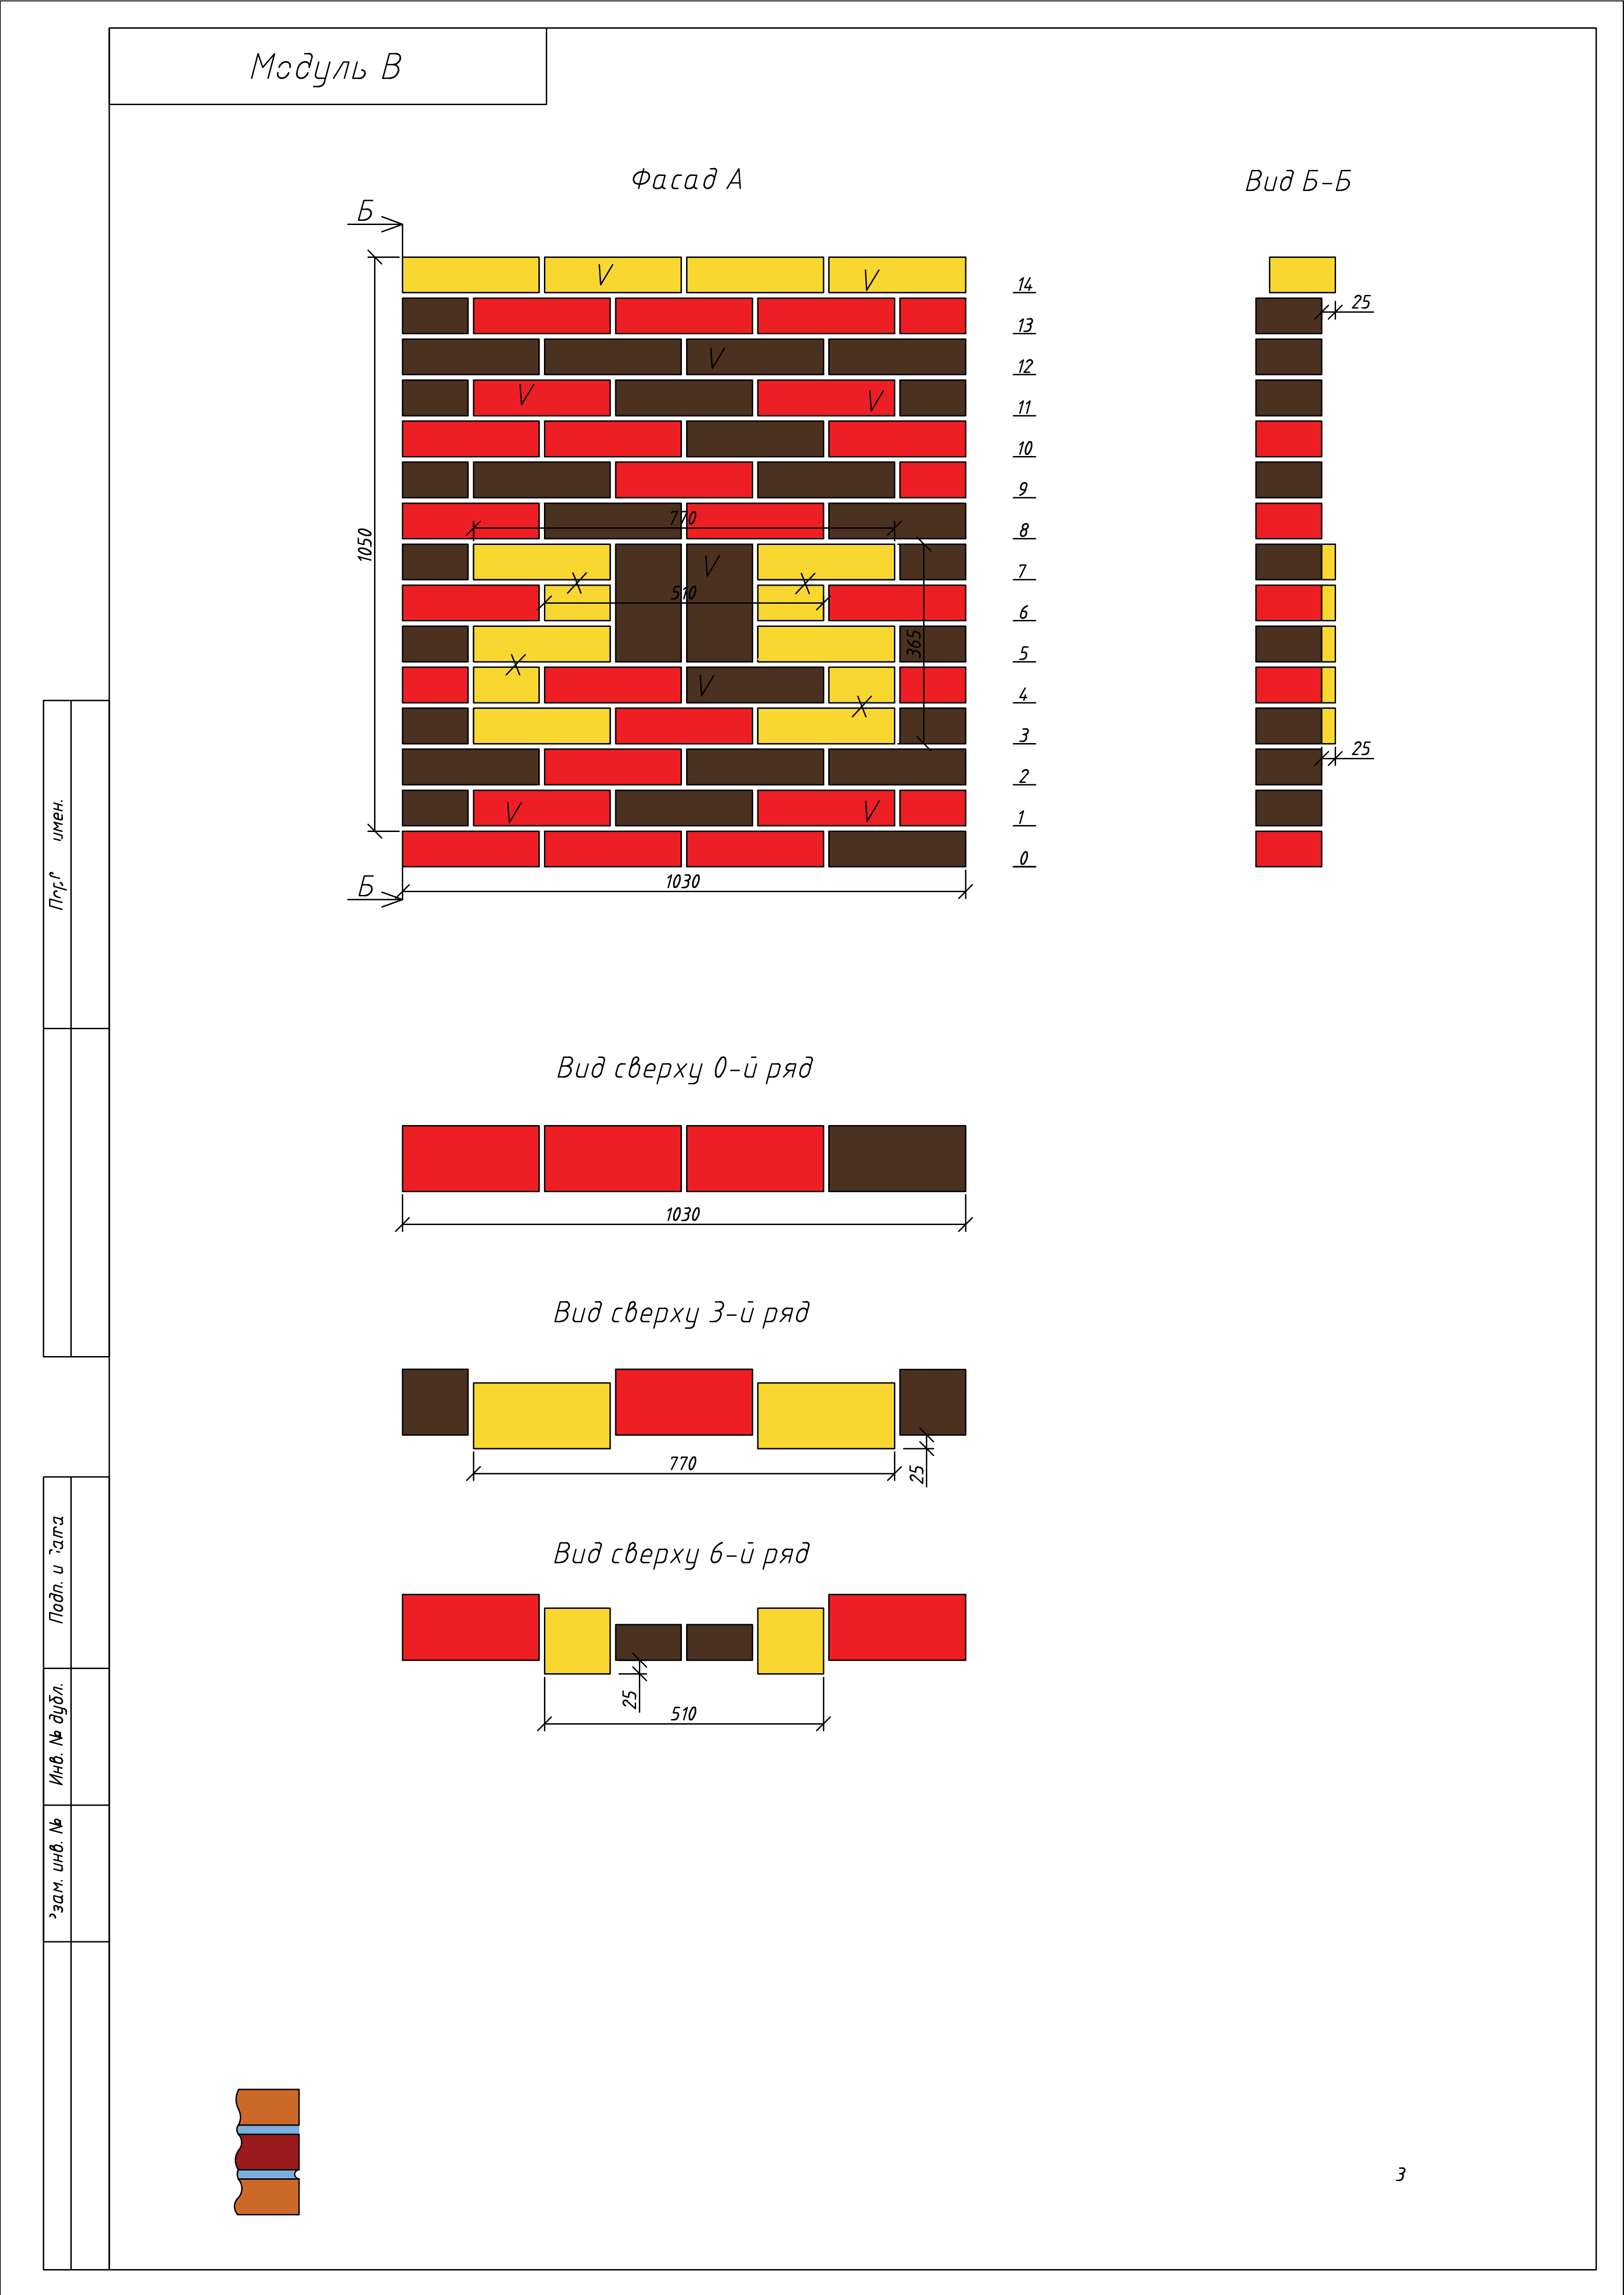 Модуль В
Фасад А
Вид Б-Б
Б
V
V
14
25
13
V
12
V
V
11
10
9
1050
770
8
V
7
X
X
510
6
365
5
X
V
4
X
3
25
2
V
V
1
0
Б
1030
Вид сверху 0-й ряд
1030
Вид сверху 3-й ряд
770
25
Вид сверху 6-й ряд
25
510
Подп. и дата
Инв. № дубл.
Взам. инв. №
3